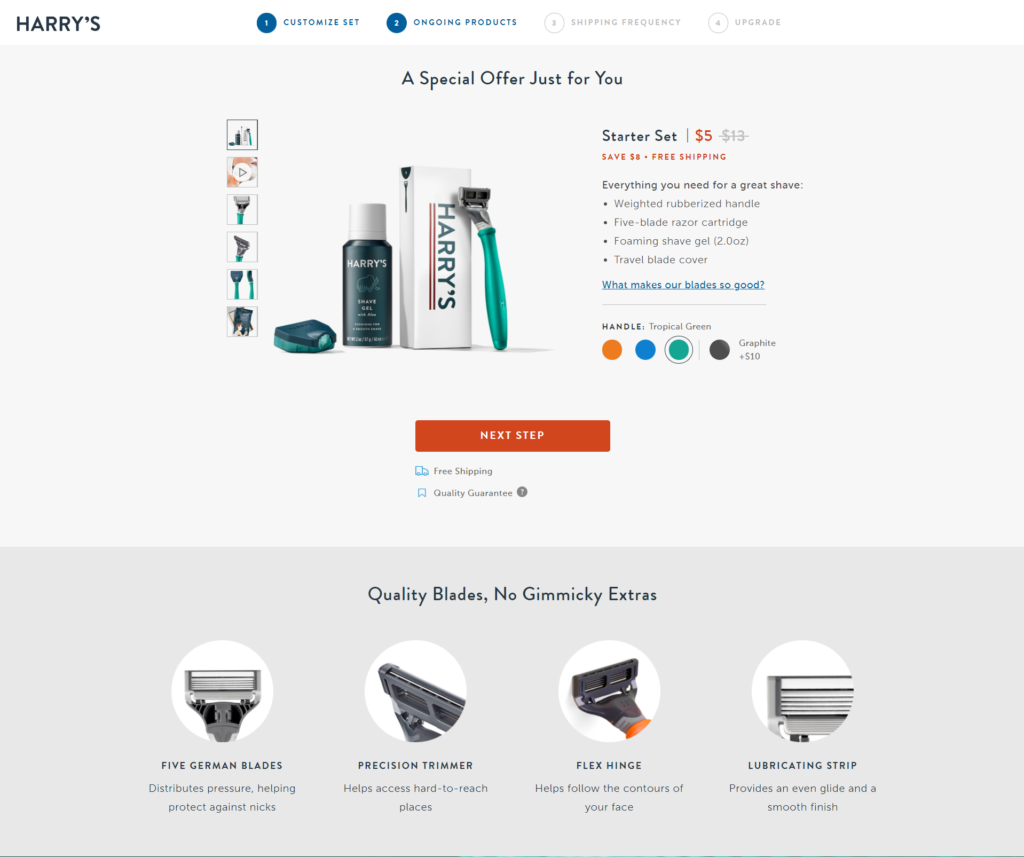 HARRY'S
1 CUSTOMIZE SET
2 ONGOING PRODUCTS
3 SHIPPING FREQUENCY
4 UPGRADE
A Special Offer Just for You
HARRY'S
SHAVE
GEL
with Aloe
HARRY'S
Starter Set | $5 $13
SAVE $8 • FREE SHIPPING
Everything you need for a great shave:
• Weighted rubberized handle
• Five-blade razor cartridge
• Foaming shave gel (2.0oz)
• Travel blade cover
What makes our blades so good?
HANDLE: Tropical Green
Graphite
+$10
NEXT STEP
Free Shipping
Quality Guarantee ?
Quality Blades, No Gimmicky Extras
FIVE GERMAN BLADES
Distributes pressure, helping
protect against nicks
PRECISION TRIMMER
Helps access hard-to-reach
places
FLEX HINGE
Helps follow the contours of
your face
LUBRICATING STRIP
Provides an even glide and a
smooth finish